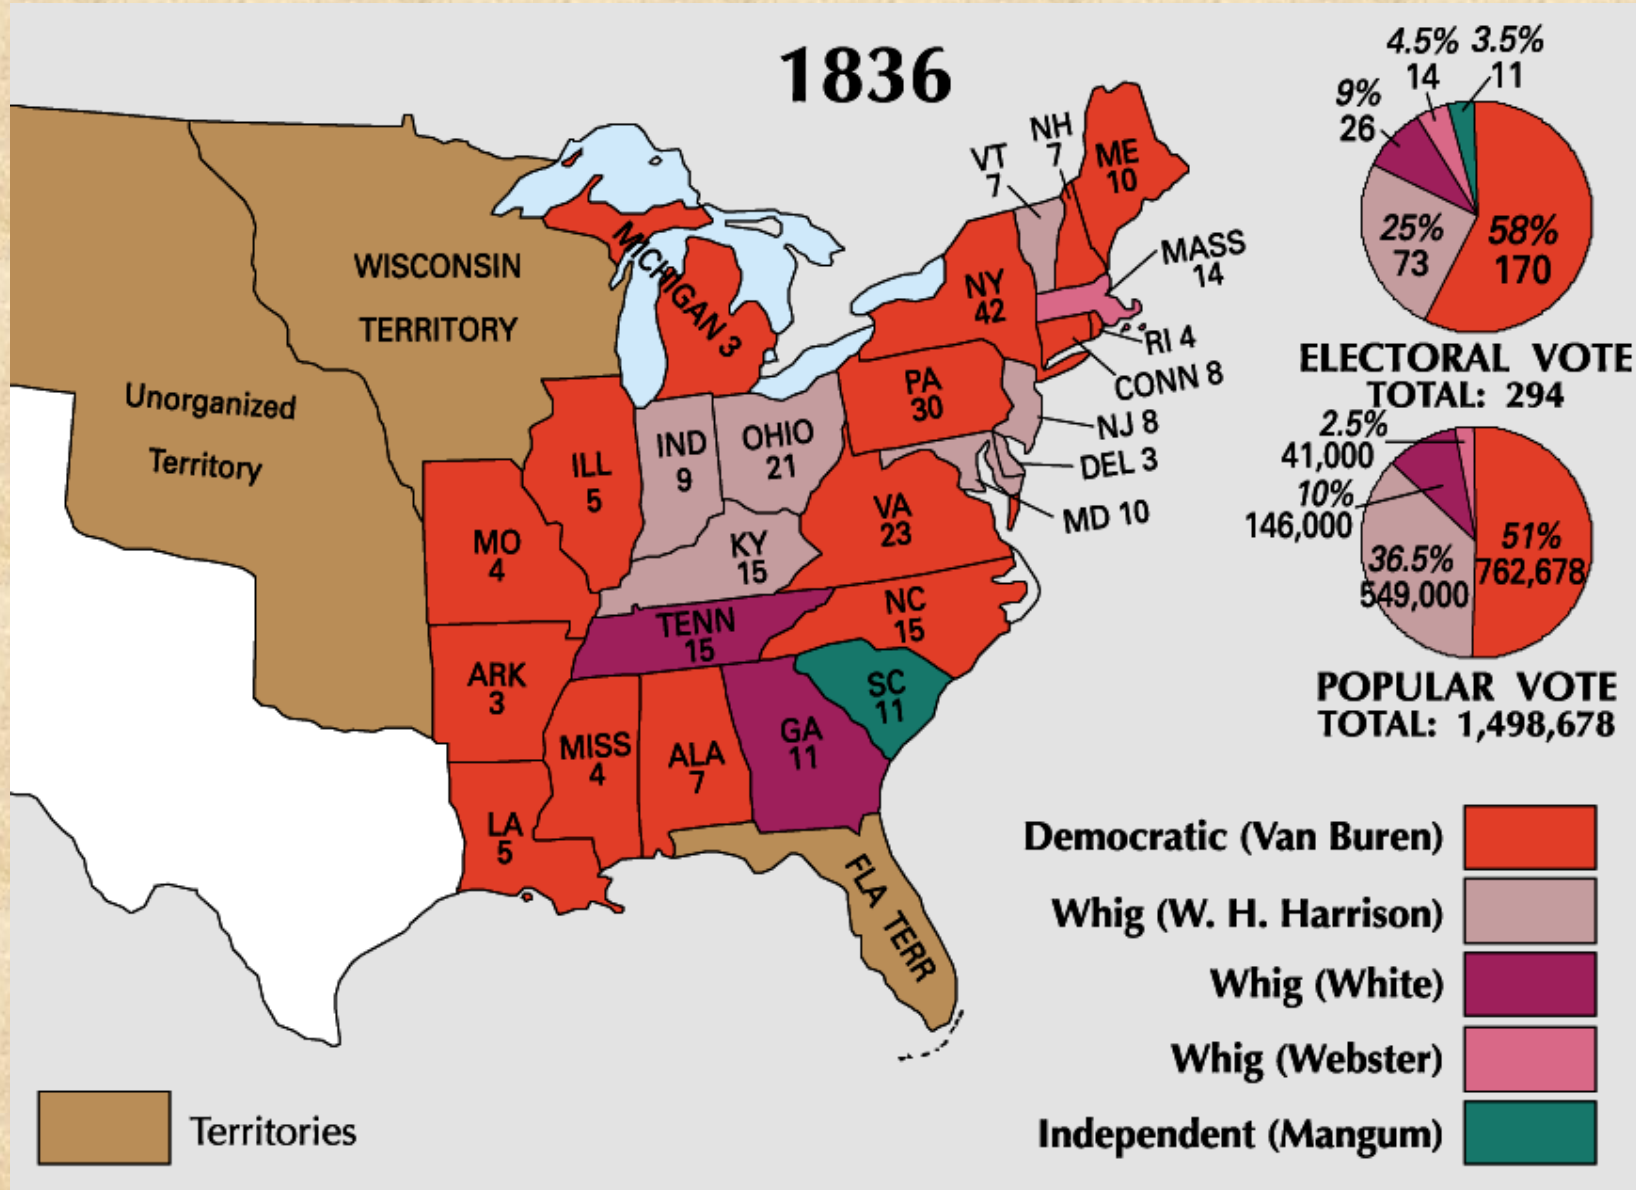 1836
WISCONSIN
TERRITORY
Unorganized
Territory
MICHIGAN 3
VT
7
NH
7
ME
10
MASS
14
NY
42
RI 4
CONN 8
PA
30
NJ 8
DEL 3
MD 10
ILL
5
IND
9
OHIO
21
MO
4
KY
15
VA
23
TENN
15
NC
15
ARK
3
SC
11
MISS
4
ALA
7
GA
11
LA
5
FLA TERR
4.5%
14
3.5%
11
9%
26
25%
73
58%
170
ELECTORAL VOTE
TOTAL: 294
2.5%
41,000
10%
146,000
36.5%
549,000
51%
762,678
POPULAR VOTE
TOTAL: 1,498,678
Democratic (Van Buren)
Whig (W. H. Harrison)
Whig (White)
Whig (Webster)
Independent (Mangum)
Territories